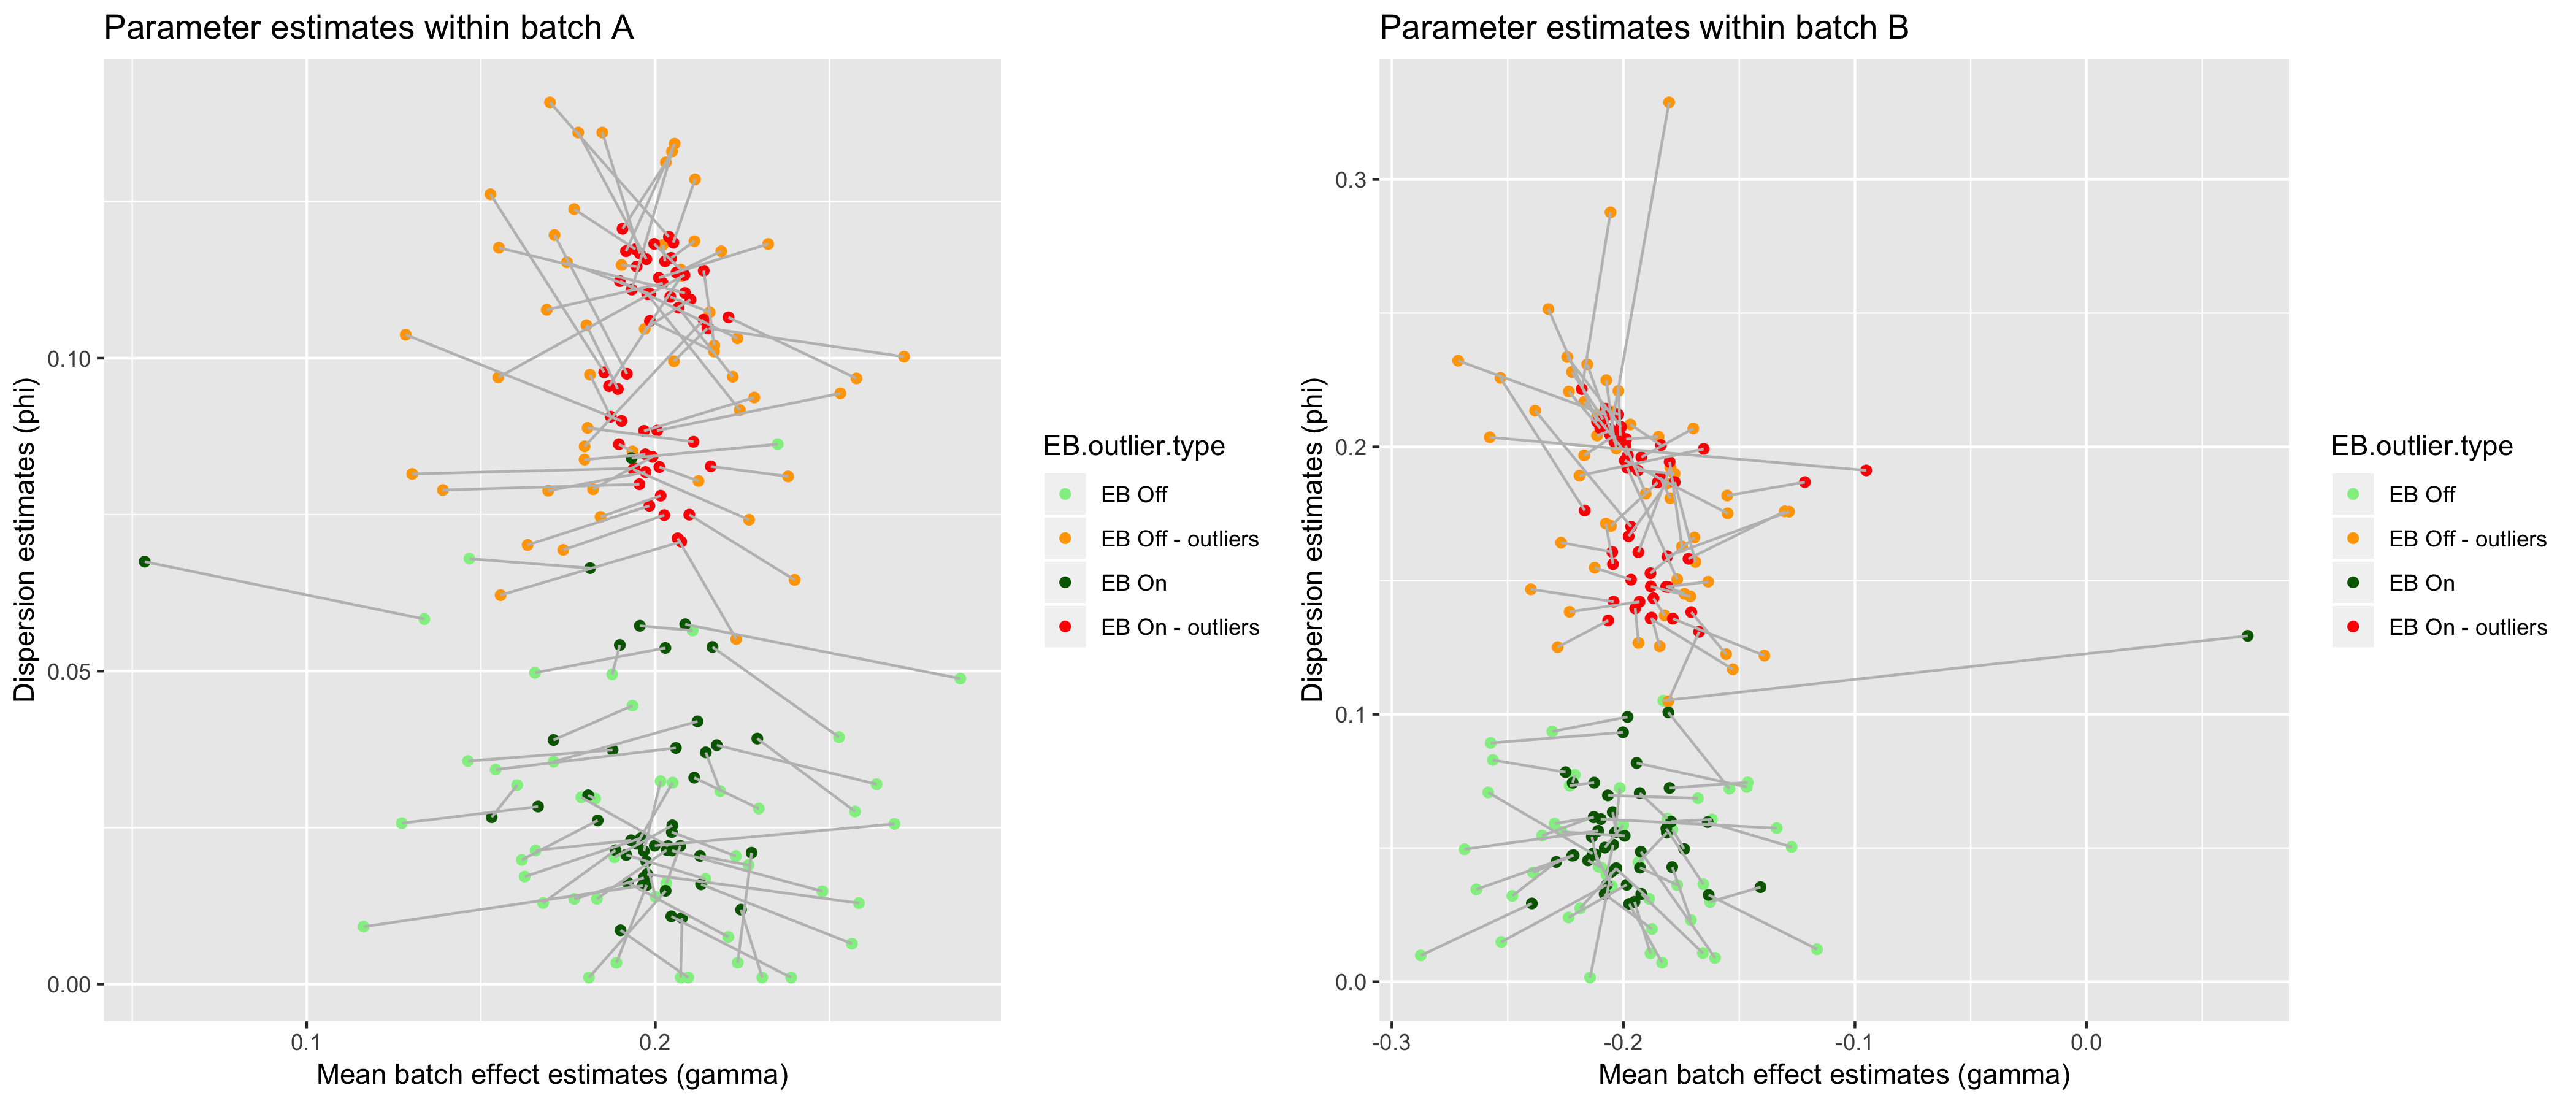 Parameter estimates within batch A
Dispersion estimates (phi)
0.10
0.05
0.00
0.1
0.2
Mean batch effect estimates (gamma)
EB.outlier.type
EB Off
EB Off - outliers
EB On
EB On - outliers
Parameter estimates within batch B
Dispersion estimates (phi)
0.3
0.2
0.1
0.0
-0.3
-0.2
-0.1
0.0
Mean batch effect estimates (gamma)
EB.outlier.type
EB Off
EB Off - outliers
EB On
EB On - outliers